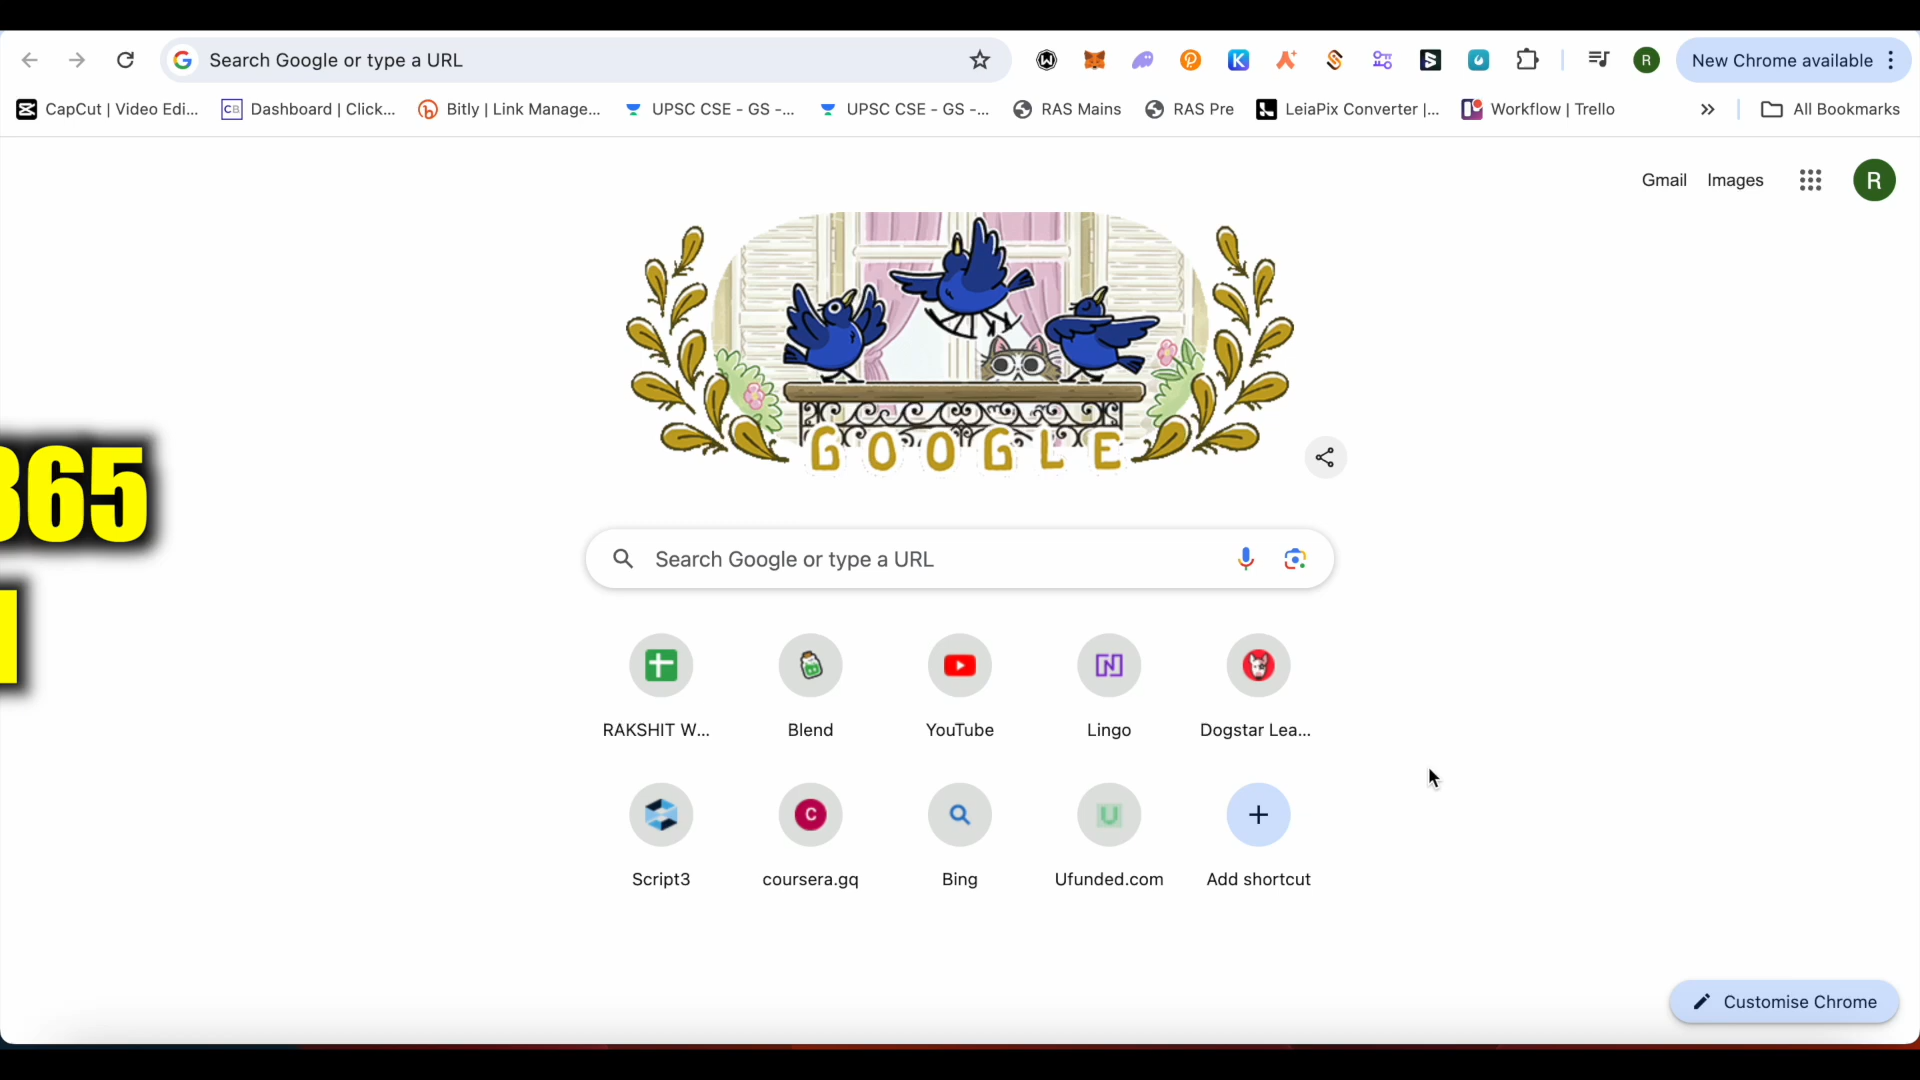 Search Google or type a URL
R
New Chrome available
CapCut | Video Edi...
CB
Dashboard | Click...
Bitly | Link Manage...
UPSC CSE - GS -...
UPSC CSE - GS -...
RAS Mains
RAS Pre
LeiaPix Converter |...
Workflow | Trello
All Bookmarks
Gmail
Images
R
GOOGLE
365
Search Google or type a URL
RAKSHIT W...
Blend
YouTube
Lingo
Dogstar Lea...
C
U
Script3
coursera.gq
Bing
Ufunded.com
Add shortcut
Customise Chrome